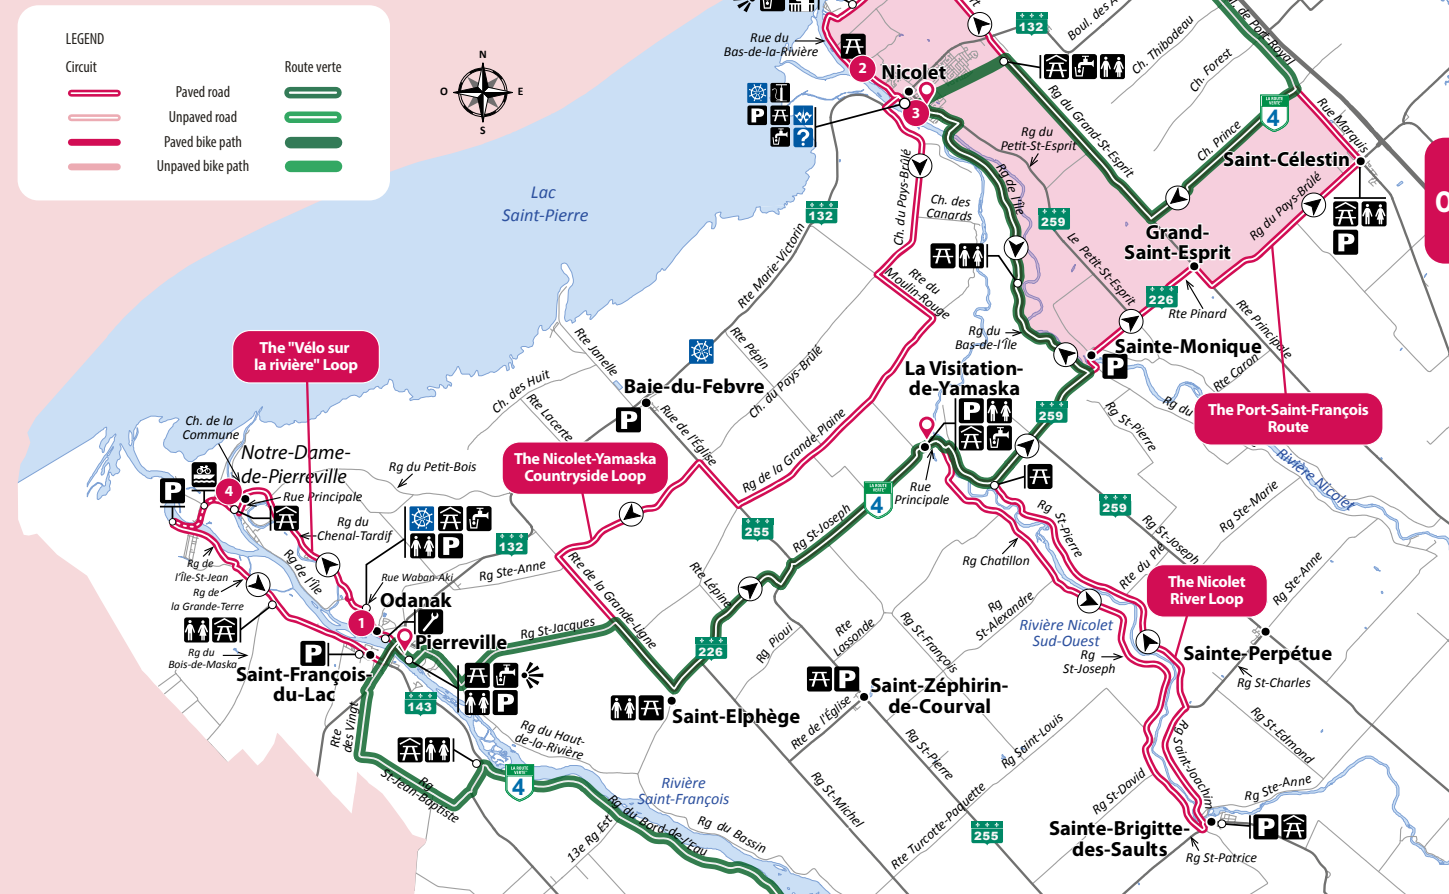 LEGEND
Circuit
Route verte
Paved road
Unpaved road
Paved bike path
Unpaved bike path
N
O
E
S
Lac
Saint-Pierre
Rue du
Bas-de-la-Rivière
2
Nicolet
3
P
?
132
Boul. des A
Ch. Thibodeau
Ch. Forest
de Port-Royal
Rue Marquis
LA ROUTE
VERTE
4
Ch. Prince
Saint-Célestin
P
Rg du Grand-St-Esprit
Rg du
Petit-St-Esprit
Rg de l'Île
259
Le Petit-St-Esprit
Grand-
Saint-Esprit
Rg du Pays-Brûlé
226
Rte Pinard
Rte Principale
Ch. du Pays-Brûlé
Ch. des
Canards
132
Rte Marie-Victorin
Rte du
Moulin-Rouge
Rg du
Bas-de-l'Île
Sainte-Monique
P
Rte Caron
Rg du
The Port-Saint-François
Route
Rivière Nicolet
La Visitation-
de-Yamaska
P
259
Rg St-Pierre
Rue
Principale
The "Vélo sur
la rivière" Loop
Rte Janelle
Rte Pépin
Ch. du Pays-Brûlé
Baie-du-Febvre
P
Ch. des Huit
Rte Lacerte
Rue de l'Église
Rg de la Grande-Plaine
The Nicolet-Yamaska
Countryside Loop
Ch. de la
Commune
Notre-Dame-
de-Pierreville
P
4
Rue Principale
Rg du Petit-Bois
Rg du
Chenal-Tardif
P
132
Rg Ste-Anne
255
LA ROUTE
VERTE
4
Rg St-Joseph
Rg de
l'Île-St-Jean
Rg de
la Grande-Terre
Rg de l'Île
Rue Waban-Aki
1
Odanak
Pierreville
Rg St-Jacques
Rte de la Grande-Ligne
Rte Lépine
226
Rg du
Bois-de-Maska
P
Saint-François-
du-Lac
P
143
Saint-Elphège
Rg Pioui
Rte
Lassonde
P
Saint-Zéphirin-
de-Courval
Rte de l'Église
Rg St-François
Rg
St-Alexandre
Rg Chatillon
Rg St-Pierre
259
Rg St-Joseph
Rg Ste-Marie
Rte du Plé
Rg Ste-Anne
The Nicolet
River Loop
Rivière Nicolet
Sud-Ouest
Rg
St-Joseph
Sainte-Perpétue
Rg St-Charles
Rg St-Edmond
Rg Saint-Joachim
Rg Ste-Anne
Rg St-David
Sainte-Brigitte-
des-Saults
P
Rg St-Patrice
Rg Saint-Louis
Rg St-Pierre
Rte Turcotte-Paquette
255
Rg St-Michel
Rte
des Vingt
Rg
St-Jean-Baptiste
LA ROUTE
VERTE
4
Rg du Haut-
de-la-Rivière
Rivière
Saint-François
Rg du Bord-de-l'Eau
Rg du Bassin
13e Rg Est